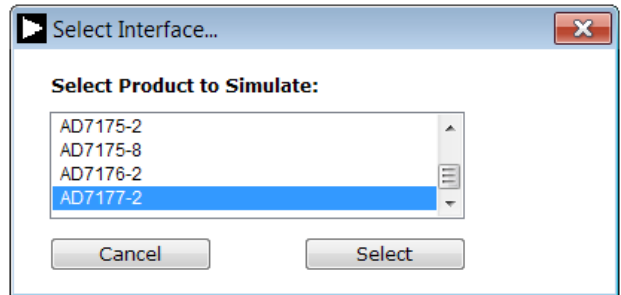 Select Interface...
Select Product to Simulate:
AD7175-2
AD7175-8
AD7176-2
AD7177-2
Cancel
Select